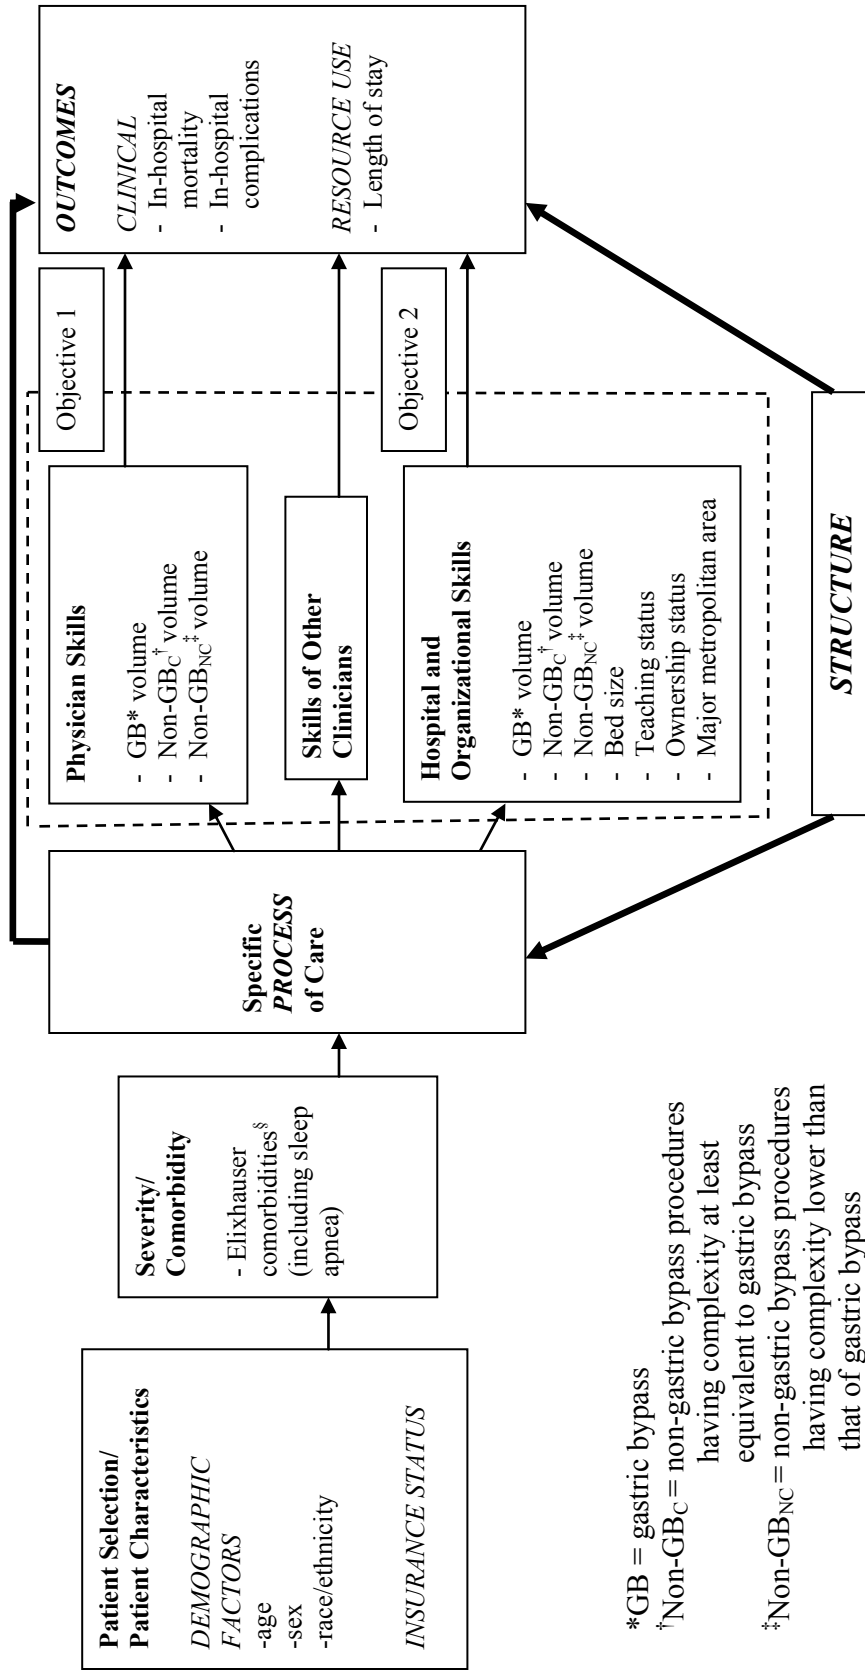 Patient Selection/
Patient Characteristics
DEMOGRAPHIC
FACTORS
-age
-sex
-race/ethnicity
INSURANCE STATUS
Severity/
Comorbidity
- Elixhauser
comorbidities§
(including sleep
apnea)
Specific
PROCESS
of Care
Physician Skills
- GB* volume
- Non-GBC† volume
- Non-GBNC‡ volume
Skills of Other
Clinicians
Hospital and
Organizational Skills
- GB* volume
- Non-GBC† volume
- Non-GBNC‡ volume
- Bed size
- Teaching status
- Ownership status
- Major metropolitan area
Objective 1
Objective 2
OUTCOMES
CLINICAL
- In-hospital
mortality
- In-hospital
complications
RESOURCE USE
- Length of stay
STRUCTURE
*GB = gastric bypass
†Non-GBC = non-gastric bypass procedures
having complexity at least
equivalent to gastric bypass
‡Non-GBNC = non-gastric bypass procedures
having complexity lower than
that of gastric bypass